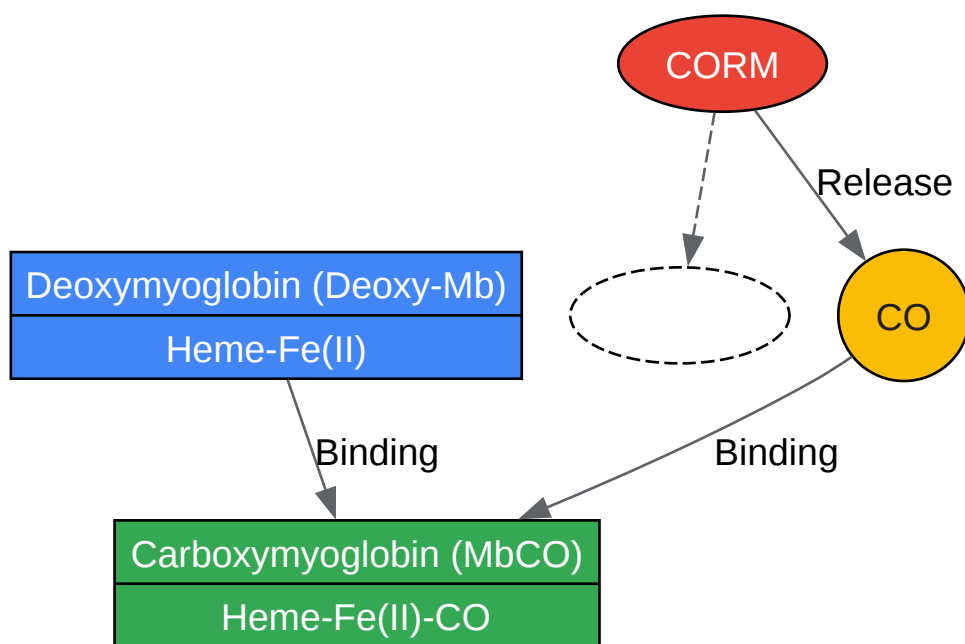 CORM
Release
Deoxymyoglobin (Deoxy-Mb)
Heme-Fe(II)
CO
Binding
Binding
Carboxymyoglobin (MbCO)
Heme-Fe(II)-CO